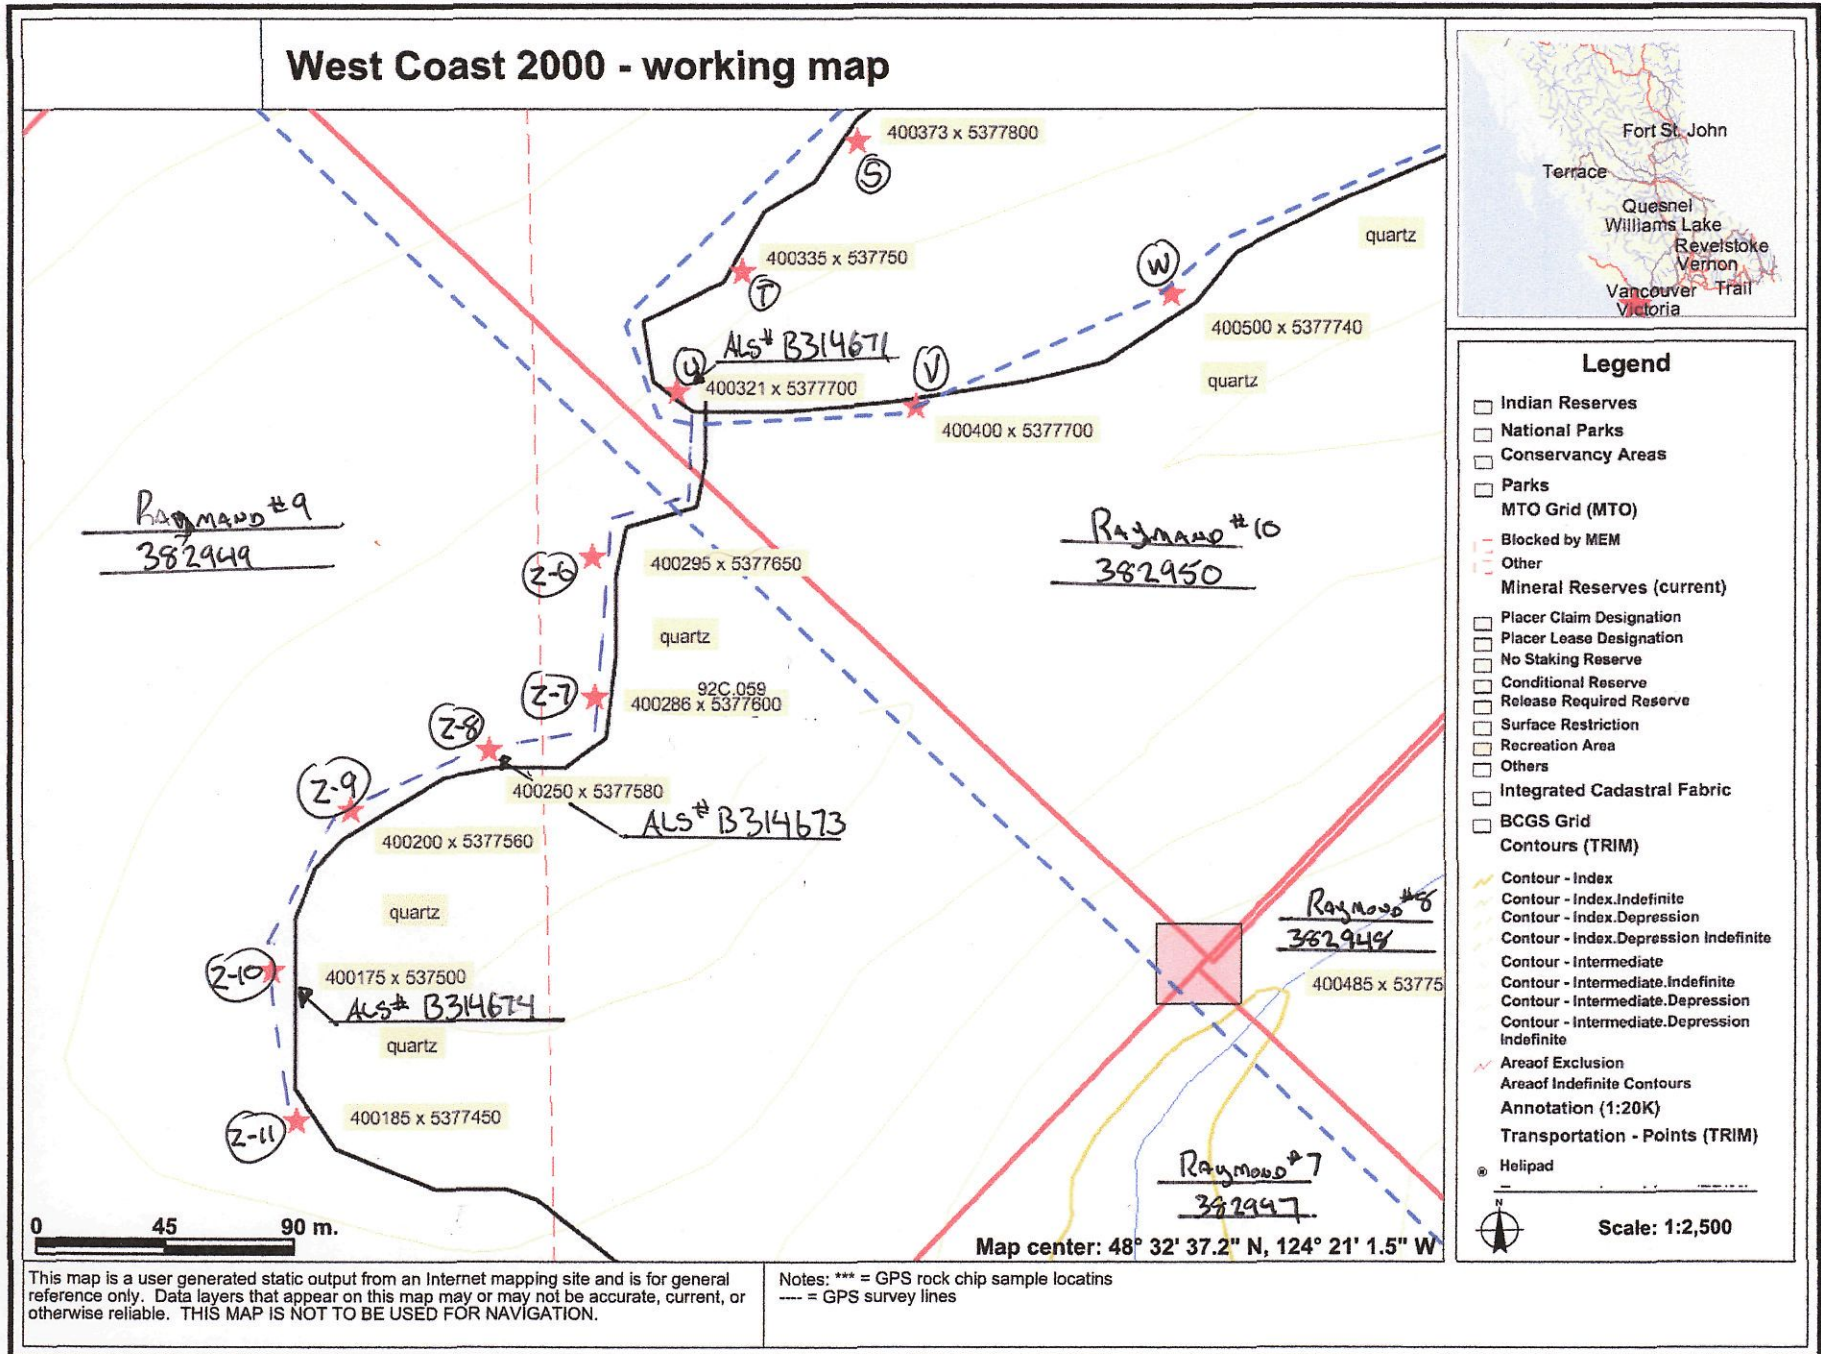 West Coast 2000 - working map
400373 x 5377800
S
400335 x 537750
T
W
quartz
400500 x 5377740
quartz
ALS# B314671
U
400321 x 5377700
V
400400 x 5377700
RAYMAND #9
382949
RAYMAND #10
382950
Z-6
400295 x 5377650
quartz
92C.059
Z-7
400286 x 5377600
Z-8
400250 x 5377580
ALS# B314673
Z-9
400200 x 5377560
quartz
Z-10
400175 x 537500
ALS# B314674
quartz
Z-11
400185 x 5377450
RAYMOND #8
382948
400485 x 53775
RAYMOND #7
382947
0 45 90 m.
Map center: 48° 32' 37.2" N, 124° 21' 1.5" W
Fort St. John
Terrace
Quesnel
Williams Lake
Revelstoke
Vernon
Vancouver Trail
Victoria
Legend
Indian Reserves
National Parks
Conservancy Areas
Parks
MTO Grid (MTO)
Blocked by MEM
Other
Mineral Reserves (current)
Placer Claim Designation
Placer Lease Designation
No Staking Reserve
Conditional Reserve
Release Required Reserve
Surface Restriction
Recreation Area
Others
Integrated Cadastral Fabric
BCGS Grid
Contours (TRIM)
Contour - Index
Contour - Index.Indefinite
Contour - Index.Depression
Contour - Index.Depression Indefinite
Contour - Intermediate
Contour - Intermediate.Indefinite
Contour - Intermediate.Depression
Contour - Intermediate.Depression
Indefinite
Areaof Exclusion
Areaof Indefinite Contours
Annotation (1:20K)
Transportation - Points (TRIM)
Helipad
N
Scale: 1:2,500
This map is a user generated static output from an Internet mapping site and is for general
reference only. Data layers that appear on this map may or may not be accurate, current, or
otherwise reliable. THIS MAP IS NOT TO BE USED FOR NAVIGATION.
Notes: *** = GPS rock chip sample locatins
---- = GPS survey lines